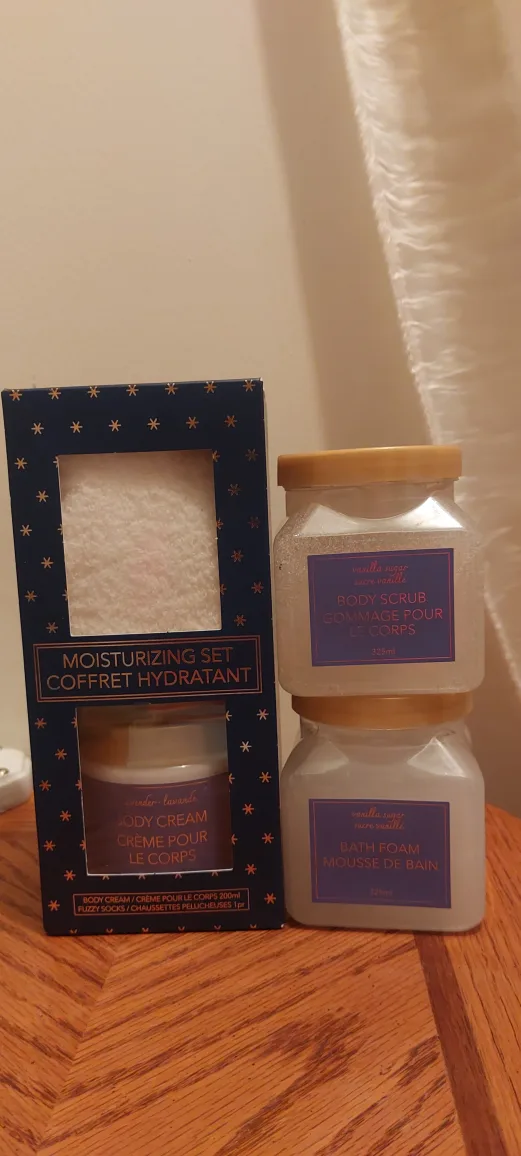 MOISTURIZING SET
COFFRET HYDRATANT
lavande
BODY CREAM
CRÈME POUR
LE CORPS
BODY CREAM / CRÈME POUR LE CORPS 200ml
FUZZY SOCKS / CHAUSSETTES PELUCHEUSES 1pr
vanilla sugar
sucre vanille
BODY SCRUB
GOMMAGE POUR
LE CORPS
325ml
vanilla sugar
sucre vanille
BATH FOAM
MOUSSE DE BAIN